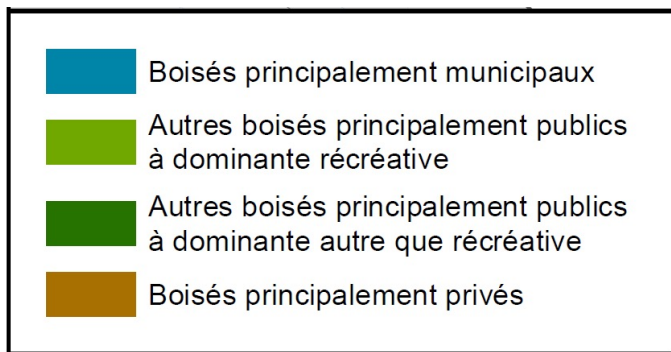 Boisés principalement municipaux
Autres boisés principalement publics
à dominante récréative
Autres boisés principalement publics
à dominante autre que récréative
Boisés principalement privés